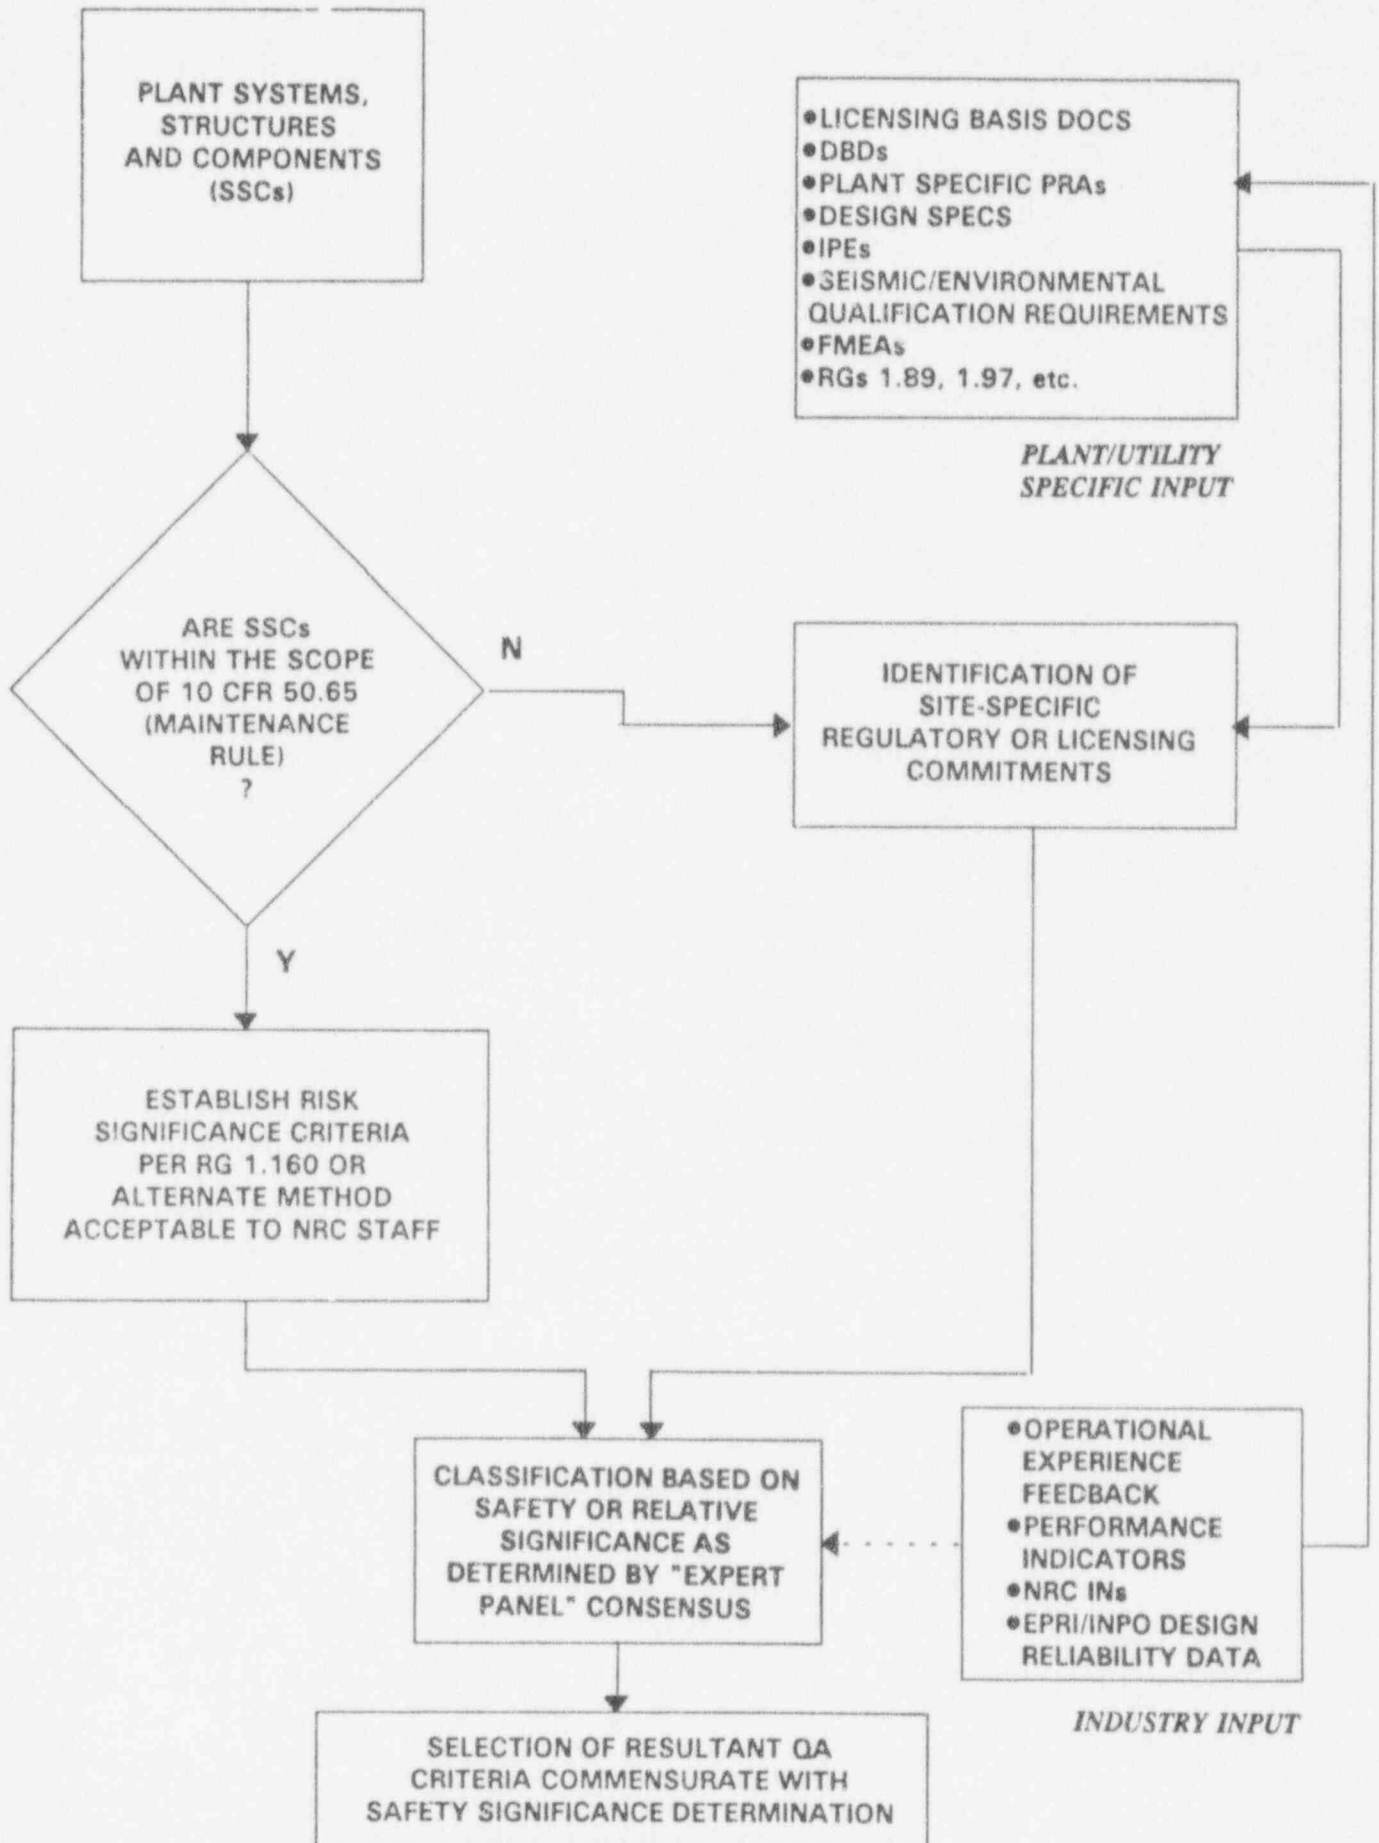 PLANT SYSTEMS,
STRUCTURES
AND COMPONENTS
(SSCs)
●LICENSING BASIS DOCS
●DBDs
●PLANT SPECIFIC PRAs
●DESIGN SPECS
●IPEs
●SEISMIC/ENVIRONMENTAL
QUALIFICATION REQUIREMENTS
●FMEAs
●RGs 1.89, 1.97, etc.
PLANT/UTILITY
SPECIFIC INPUT
ARE SSCs
WITHIN THE SCOPE
OF 10 CFR 50.65
(MAINTENANCE
RULE)
?
N
IDENTIFICATION OF
SITE-SPECIFIC
REGULATORY OR LICENSING
COMMITMENTS
Y
ESTABLISH RISK
SIGNIFICANCE CRITERIA
PER RG 1.160 OR
ALTERNATE METHOD
ACCEPTABLE TO NRC STAFF
CLASSIFICATION BASED ON
SAFETY OR RELATIVE
SIGNIFICANCE AS
DETERMINED BY "EXPERT
PANEL" CONSENSUS
●OPERATIONAL
EXPERIENCE
FEEDBACK
●PERFORMANCE
INDICATORS
●NRC INs
●EPRI/INPO DESIGN
RELIABILITY DATA
INDUSTRY INPUT
SELECTION OF RESULTANT QA
CRITERIA COMMENSURATE WITH
SAFETY SIGNIFICANCE DETERMINATION